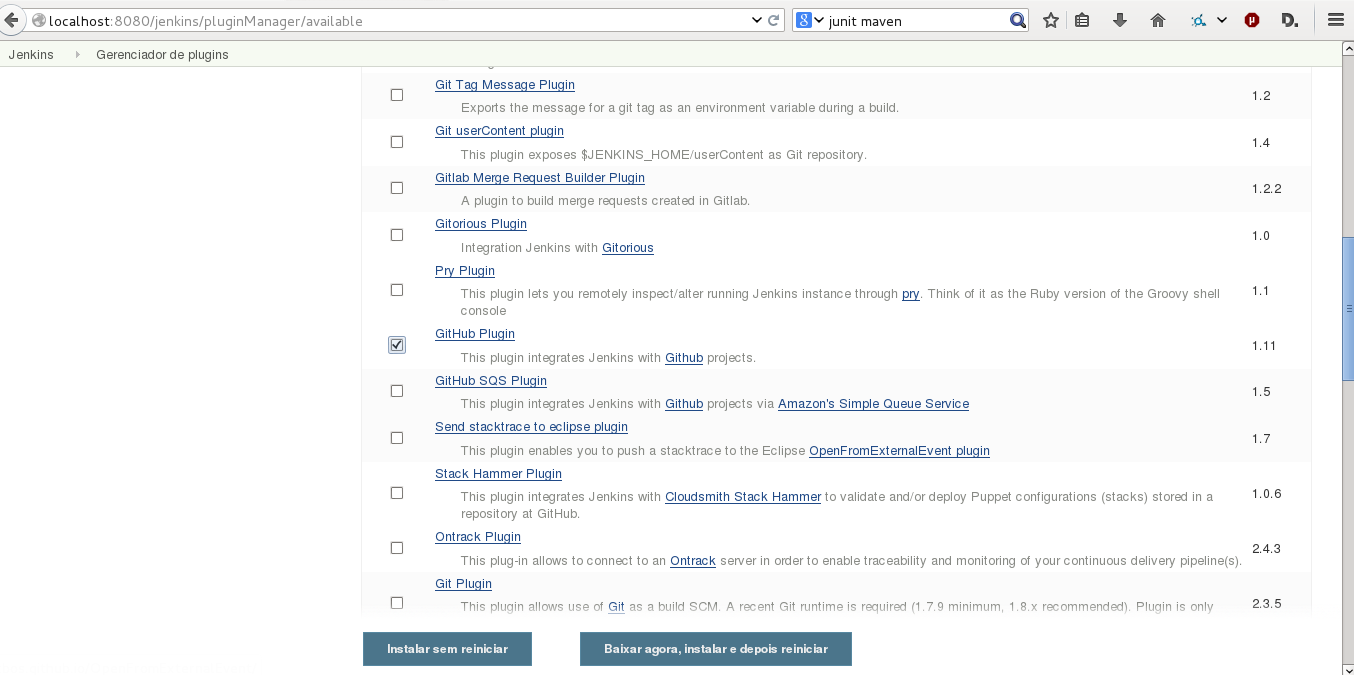 localhost:8080/jenkins/pluginManager/available
junit maven
Jenkins
Gerenciador de plugins
Git Tag Message Plugin
Exports the message for a git tag as an environment variable during a build.
1.2
Git userContent plugin
This plugin exposes $JENKINS_HOME/userContent as Git repository.
1.4
Gitlab Merge Request Builder Plugin
A plugin to build merge requests created in Gitlab.
1.2.2
Gitorious Plugin
Integration Jenkins with Gitorious
1.0
Pry Plugin
This plugin lets you remotely inspect/alter running Jenkins instance through pry. Think of it as the Ruby version of the Groovy shell
console
1.1
GitHub Plugin
This plugin integrates Jenkins with Github projects.
1.11
GitHub SQS Plugin
This plugin integrates Jenkins with Github projects via Amazon's Simple Queue Service
1.5
Send stacktrace to eclipse plugin
This plugin enables you to push a stacktrace to the Eclipse OpenFromExternalEvent plugin
1.7
Stack Hammer Plugin
This plugin integrates Jenkins with Cloudsmith Stack Hammer to validate and/or deploy Puppet configurations (stacks) stored in a
repository at GitHub.
1.0.6
Ontrack Plugin
This plug-in allows to connect to an Ontrack server in order to enable traceability and monitoring of your continuous delivery pipeline(s).
2.4.3
Git Plugin
This plugin allows use of Git as a build SCM. A recent Git runtime is required (1.7.9 minimum, 1.8.x recommended). Plugin is only
2.3.5
Instalar sem reiniciar
Baixar agora, instalar e depois reiniciar